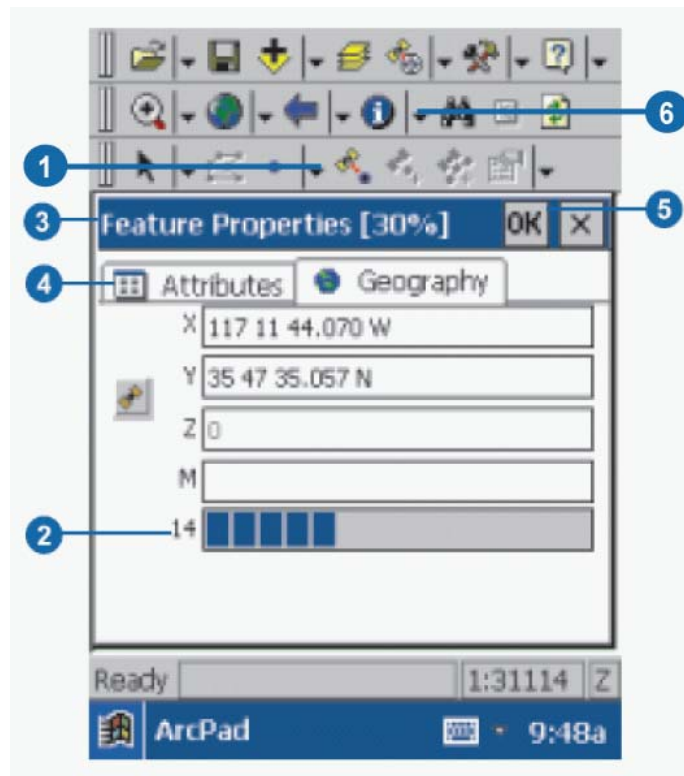 6
1
3 Feature Properties [30%] OK 5
4 Attributes Geography
X 117 11 44.070 W
Y 35 47 35.057 N
Z 0
M
2 14
Ready 1:31114 Z
ArcPad 9:48a